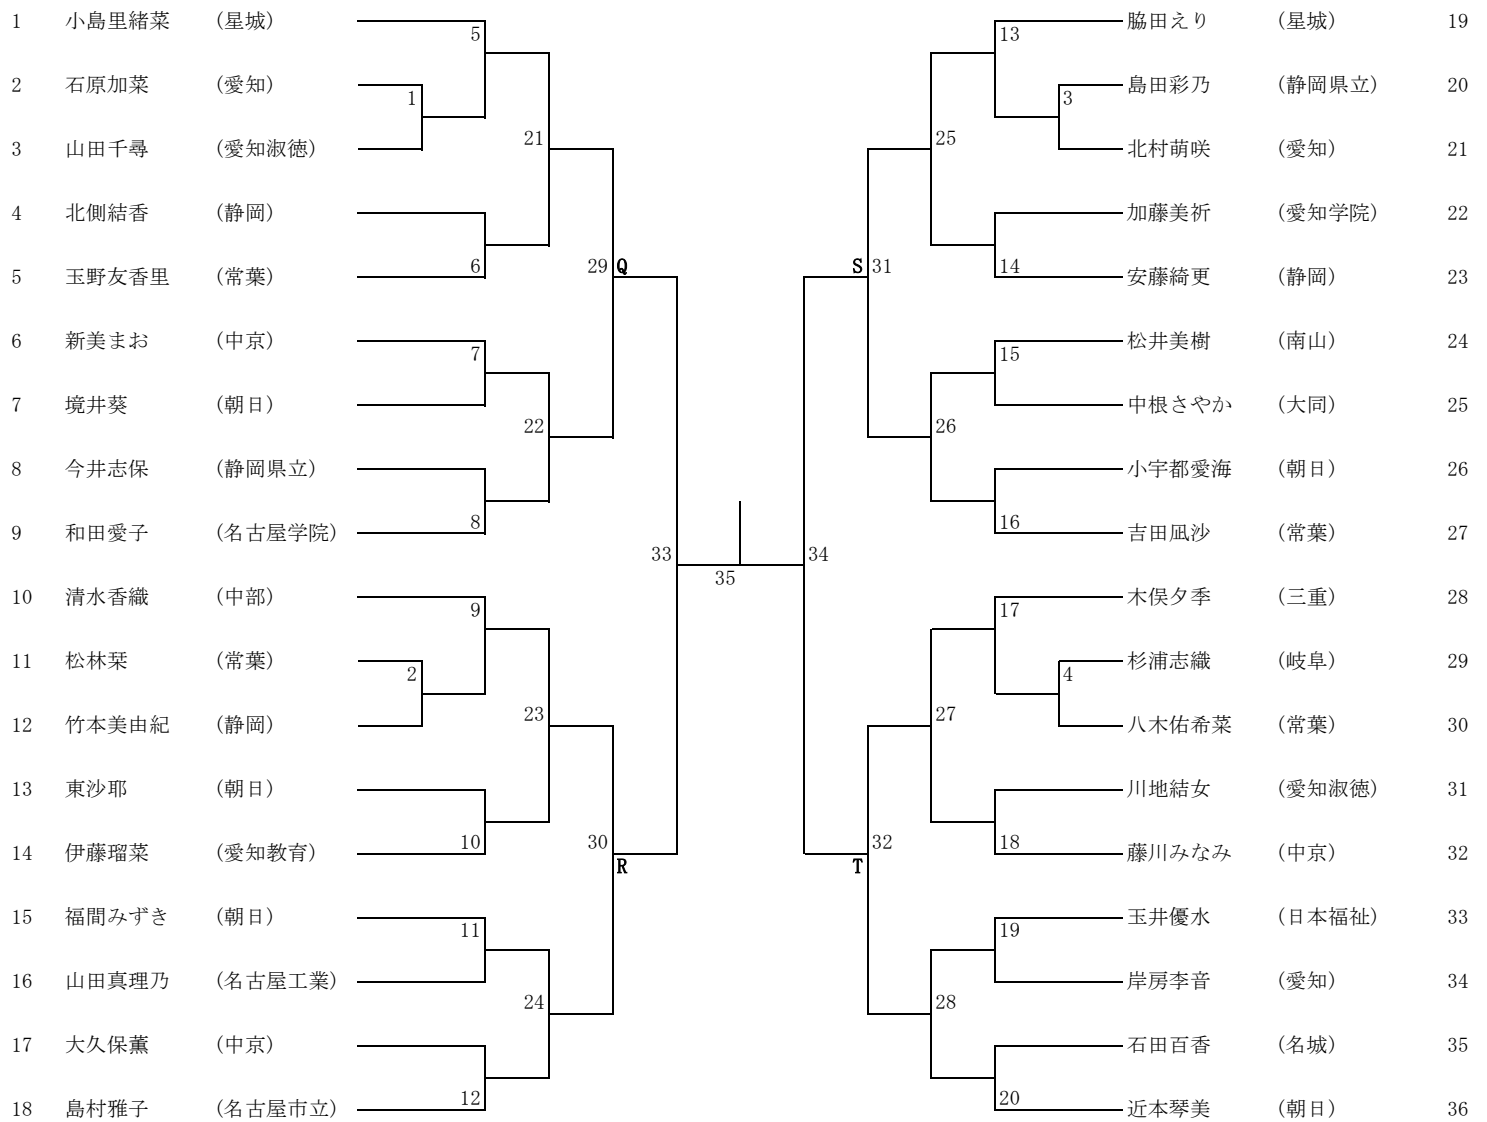 1 小島里緒菜 (星城) 5 13 脇田えり (星城) 19
2 石原加菜 (愛知) 1 3 島田彩乃 (静岡県立) 20
21 25
3 山田千尋 (愛知淑徳) 北村萌咲 (愛知) 21
4 北側結香 (静岡) 加藤美祈 (愛知学院) 22
5 玉野友香里 (常葉) 6 29 Q S 31 14 安藤綺更 (静岡) 23
6 新美まお (中京) 7 15 松井美樹 (南山) 24
7 境井葵 (朝日) 中根さやか (大同) 25
22 26
8 今井志保 (静岡県立) 小宇都愛海 (朝日) 26
9 和田愛子 (名古屋学院) 8 16 吉田凪沙 (常葉) 27
33 34
35
10 清水香織 (中部) 9 17 木俣夕季 (三重) 28
11 松林栞 (常葉) 2 4 杉浦志織 (岐阜) 29
23 27
12 竹本美由紀 (静岡) 八木佑希菜 (常葉) 30
13 東沙耶 (朝日) 川地結女 (愛知淑徳) 31
14 伊藤瑠菜 (愛知教育) 10 30 R T 32 18 藤川みなみ (中京) 32
15 福間みずき (朝日) 11 19 玉井優水 (日本福祉) 33
16 山田真理乃 (名古屋工業) 岸房李音 (愛知) 34
24 28
17 大久保薫 (中京) 石田百香 (名城) 35
18 島村雅子 (名古屋市立) 12 20 近本琴美 (朝日) 36